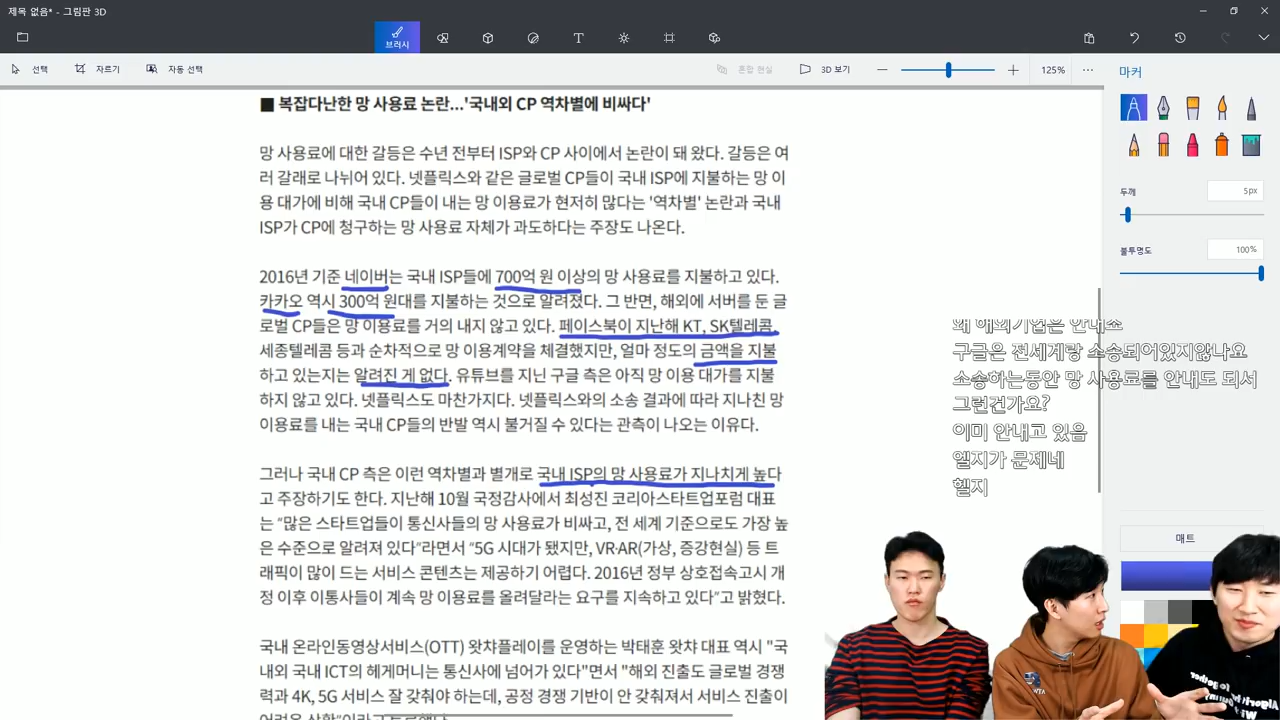 제목 없음* - 그림판 3D
브러시
선택
자르기
자동 선택
혼합 현실
3D 보기
125%
마커
두께
5px
불투명도
100%
매트
■ 복잡다난한 망 사용료 논란...'국내외 CP 역차별에 비싸다'
망 사용료에 대한 갈등은 수년 전부터 ISP와 CP 사이에서 논란이 돼 왔다. 갈등은 여
러 갈래로 나뉘어 있다. 넷플릭스와 같은 글로벌 CP들이 국내 ISP에 지불하는 망 이
용 대가에 비해 국내 CP들이 내는 망 이용료가 현저히 많다는 '역차별' 논란과 국내
ISP가 CP에 청구하는 망 사용료 자체가 과도하다는 주장도 나온다.
2016년 기준 네이버는 국내 ISP들에 700억 원 이상의 망 사용료를 지불하고 있다.
카카오 역시 300억 원대를 지불하는 것으로 알려졌다. 그 반면, 해외에 서버를 둔 글
로벌 CP들은 망 이용료를 거의 내지 않고 있다. 페이스북이 지난해 KT, SK텔레콤,
세종텔레콤 등과 순차적으로 망 이용계약을 체결했지만, 얼마 정도의 금액을 지불
하고 있는지는 알려진 게 없다. 유튜브를 지닌 구글 측은 아직 망 이용 대가를 지불
하지 않고 있다. 넷플릭스도 마찬가지다. 넷플릭스와의 소송 결과에 따라 지나친 망
이용료를 내는 국내 CP들의 반발 역시 불거질 수 있다는 관측이 나오는 이유다.
그러나 국내 CP 측은 이런 역차별과 별개로 국내 ISP의 망 사용료가 지나치게 높다
고 주장하기도 한다. 지난해 10월 국정감사에서 최성진 코리아스타트업포럼 대표
는 "많은 스타트업들이 통신사들의 망 사용료가 비싸고, 전 세계 기준으로도 가장 높
은 수준으로 알려져 있다"라면서 "5G 시대가 됐지만, VR·AR(가상, 증강현실) 등 트
래픽이 많이 드는 서비스 콘텐츠는 제공하기 어렵다. 2016년 정부 상호접속고시 개
정 이후 이통사들이 계속 망 이용료를 올려달라는 요구를 지속하고 있다"고 밝혔다.
국내 온라인동영상서비스(OTT) 왓챠플레이를 운영하는 박태훈 왓챠 대표 역시 "국
내외 국내 ICT의 헤게머니는 통신사에 넘어가 있다"면서 "해외 진출도 글로벌 경쟁
력과 4K, 5G 서비스 잘 갖춰야 하는데, 공정 경쟁 기반이 안 갖춰져서 서비스 진출이
왜 해외기업은 안내죠
구글은 전세계랑 소송되어있지않나요
소송하는동안 망 사용료를 안내도 되서
그런건가요?
이미 안내고 있음
엘지가 문제네
헬지